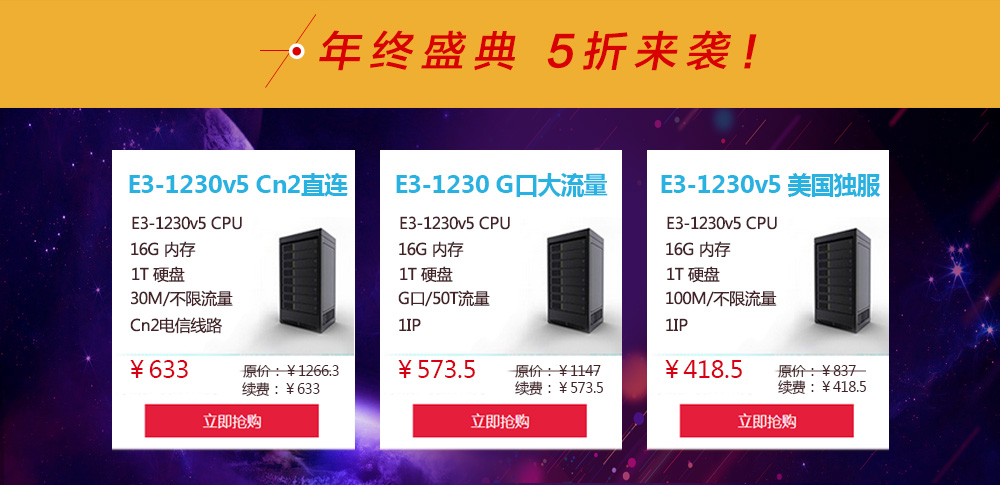 年终盛典 5折来袭!
E3-1230v5 Cn2直连
E3-1230v5 CPU
16G 内存
1T 硬盘
30M/不限流量
Cn2电信线路
￥633
原价：￥1266.3
续费：￥633
立即抢购
E3-1230 G口大流量
E3-1230v5 CPU
16G 内存
1T 硬盘
G口/50T流量
1IP
￥573.5
原价：￥1147
续费：￥573.5
立即抢购
E3-1230v5 美国独服
E3-1230v5 CPU
16G 内存
1T 硬盘
100M/不限流量
1IP
￥418.5
原价：￥837
续费：￥418.5
立即抢购